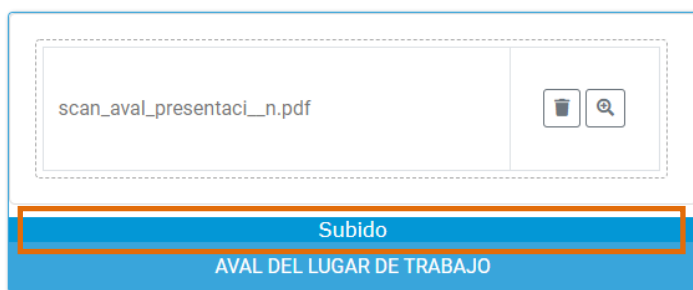 scan_aval_presentaci__n.pdf
Subido
AVAL DEL LUGAR DE TRABAJO